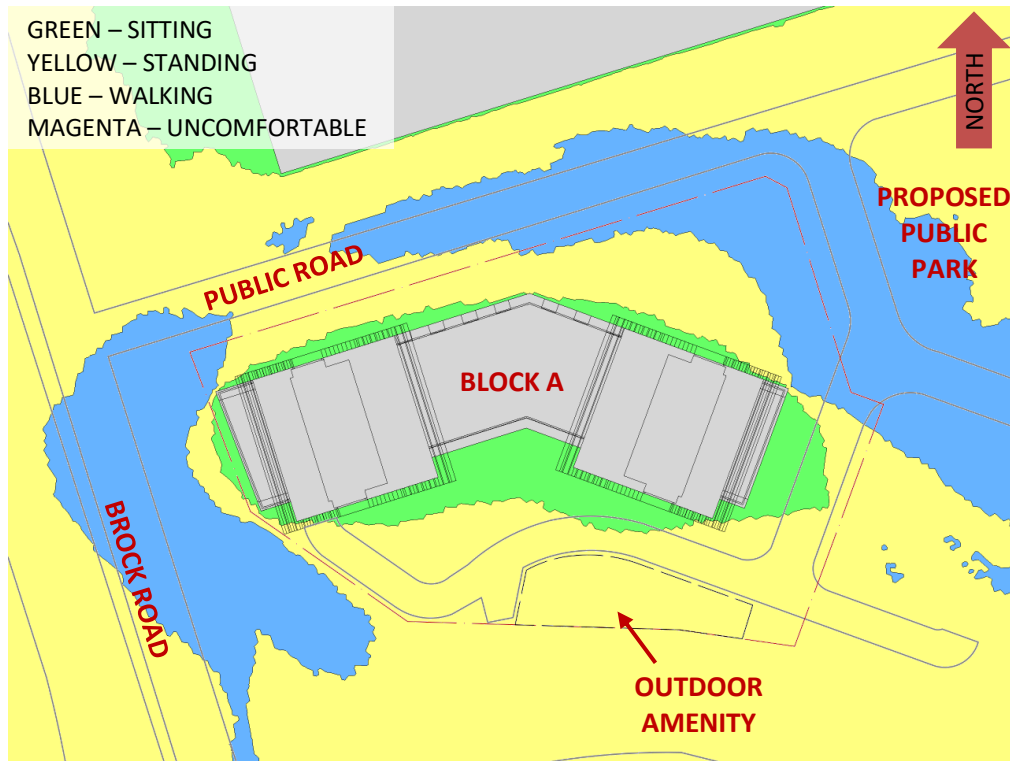 GREEN – SITTING
YELLOW – STANDING
BLUE – WALKING
MAGENTA – UNCOMFORTABLE
NORTH
PROPOSED
PUBLIC
PARK
PUBLIC ROAD
BLOCK A
BROCK ROAD
OUTDOOR
AMENITY